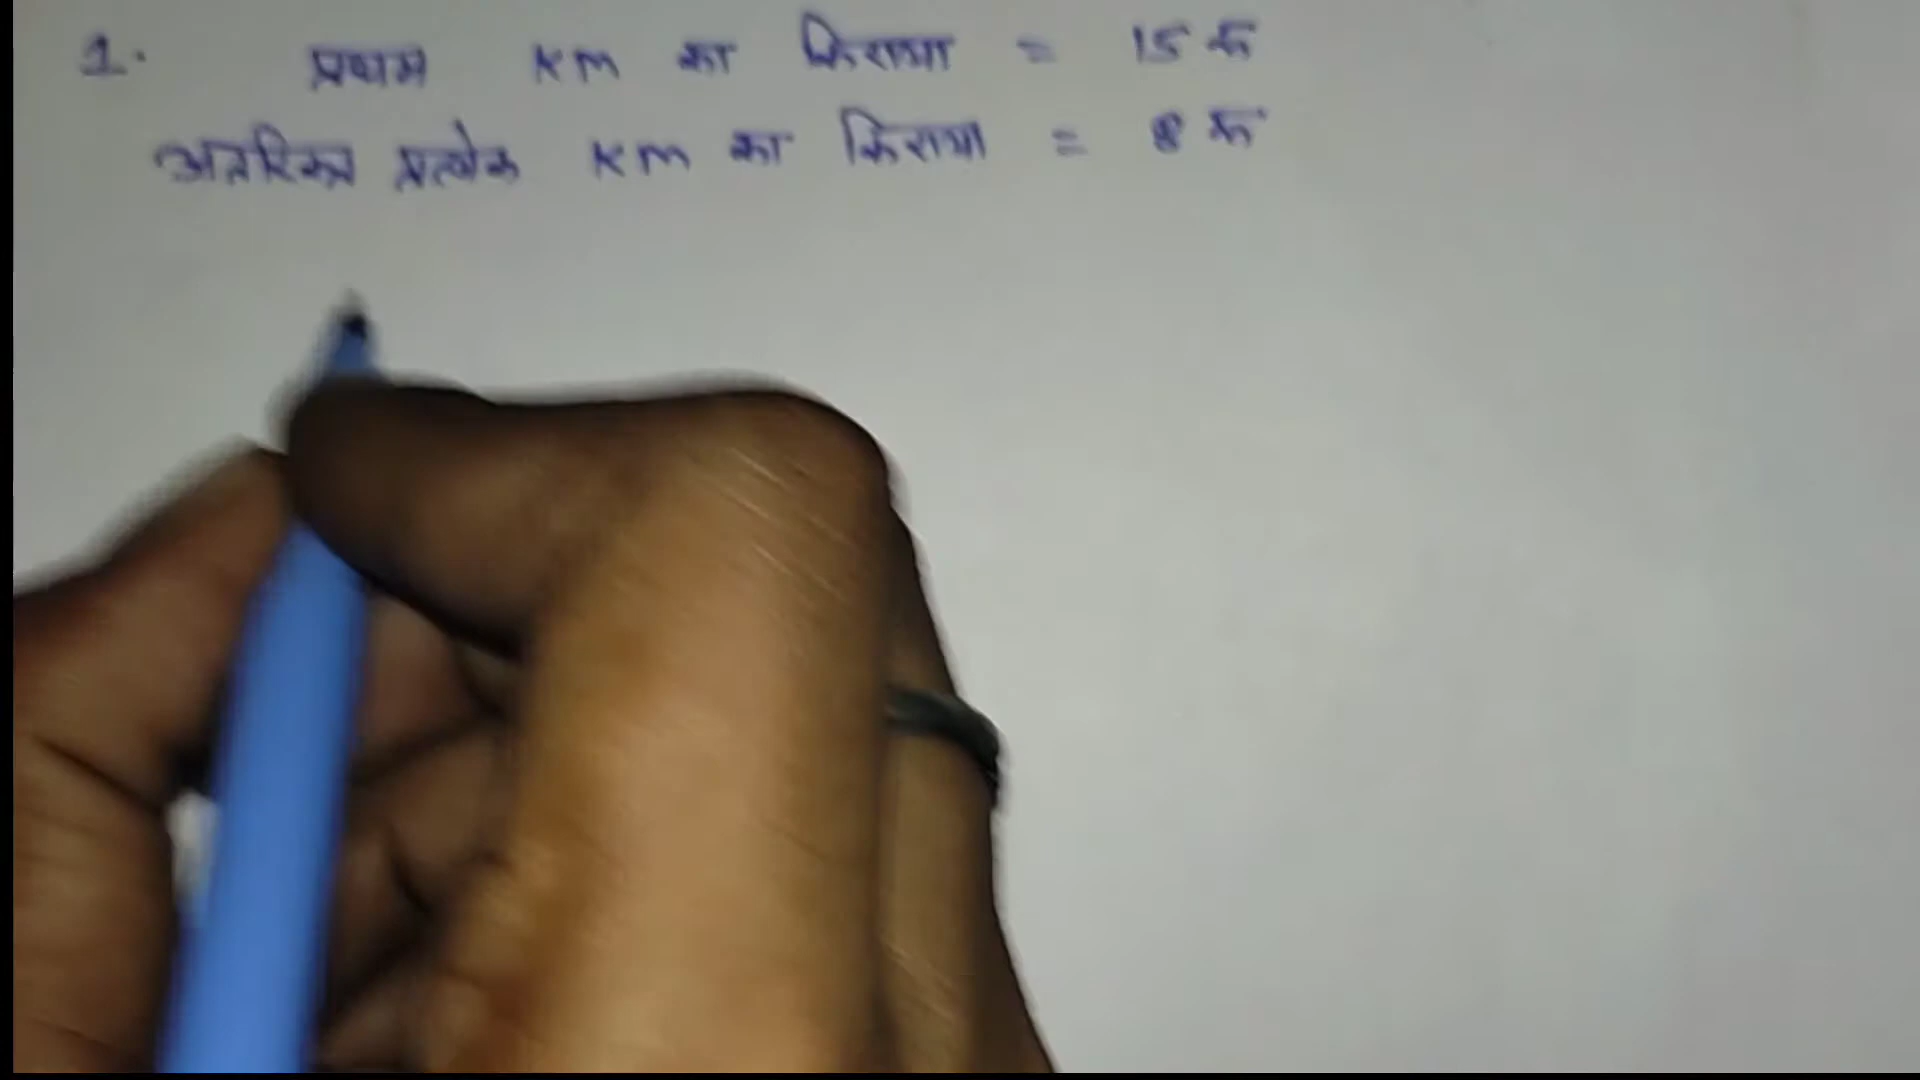 1. प्रथम KM का किराया = 15 रू
अतिरिक्त प्रत्येक KM का किराया = 8 रू